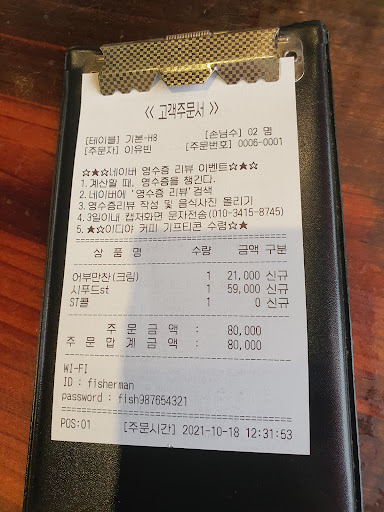 《 고객주문서 》
[테이블] 기본-H8 [손님수] 02 명
[주문자] 이유빈 [주문번호] 0006-0001
☆★☆네이버 영수증 리뷰 이벤트☆★☆
1. 계산할 때, 영수증을 챙긴다.
2. 네이버에 '영수증 리뷰'검색
3. 영수증리뷰 작성 및 음식사진 올리기
4.3일이내 캡저화면 문자전송(010-3415-8745)
5. ★☆이디야 커피 기프티콘 수령☆★
상 품 명 수량 금액 구분
어부만찬(크림) 1 21,000 신규
시푸드st 1 59,000 신규
ST쿨 1 0 신규
주 문 금 액 : 80,000
주 문 합 계 금 액 : 80,000
WI-FI
ID : fisherman
password : fish987654321
POS:01 [주문시간] 2021-10-18 12:31:53